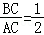 BC/AC = 1/2